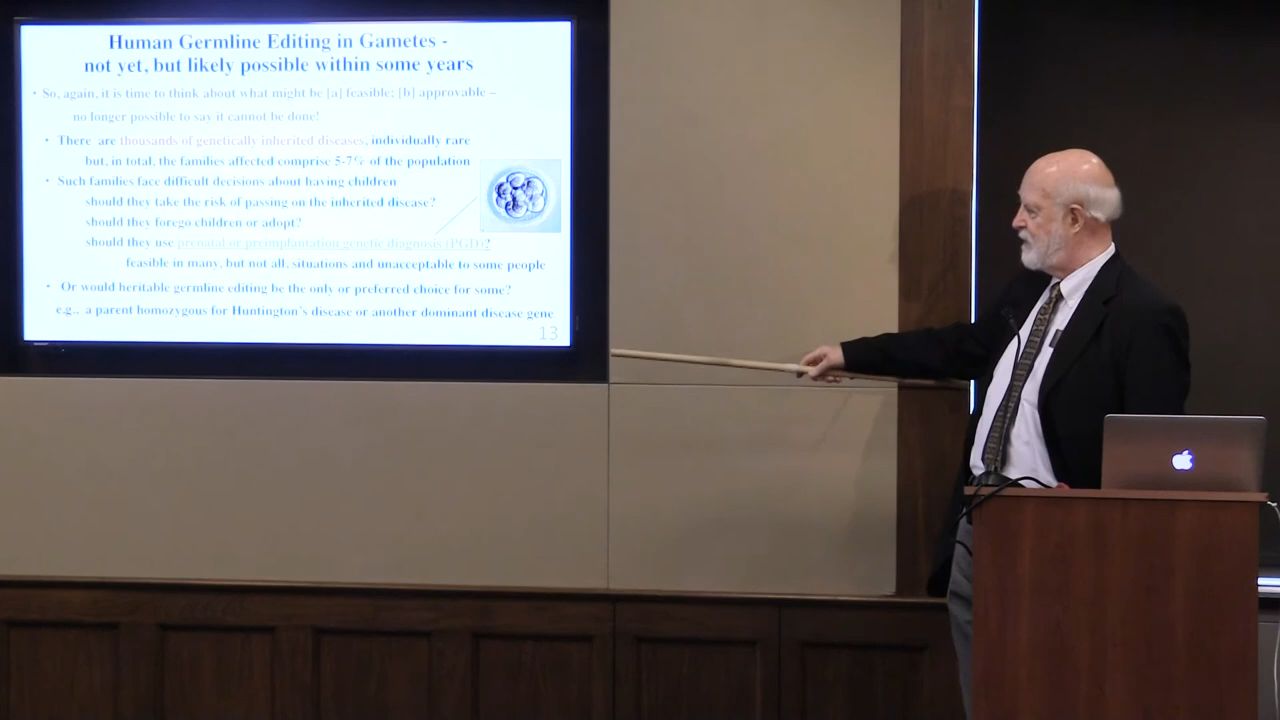 Human Germline Editing in Gametes -
not yet, but likely possible within some years
• So, again, it is time to think about what might be [a] feasible; [b] approvable –
no longer possible to say it cannot be done!
• There are thousands of genetically inherited diseases, individually rare
but, in total, the families affected comprise 5-7% of the population
• Such families face difficult decisions about having children
should they take the risk of passing on the inherited disease?
should they forego children or adopt?
should they use prenatal or preimplantation genetic diagnosis (PGD)?
feasible in many, but not all, situations and unacceptable to some people
• Or would heritable germline editing be the only or preferred choice for some?
e.g., a parent homozygous for Huntington's disease or another dominant disease gene
13